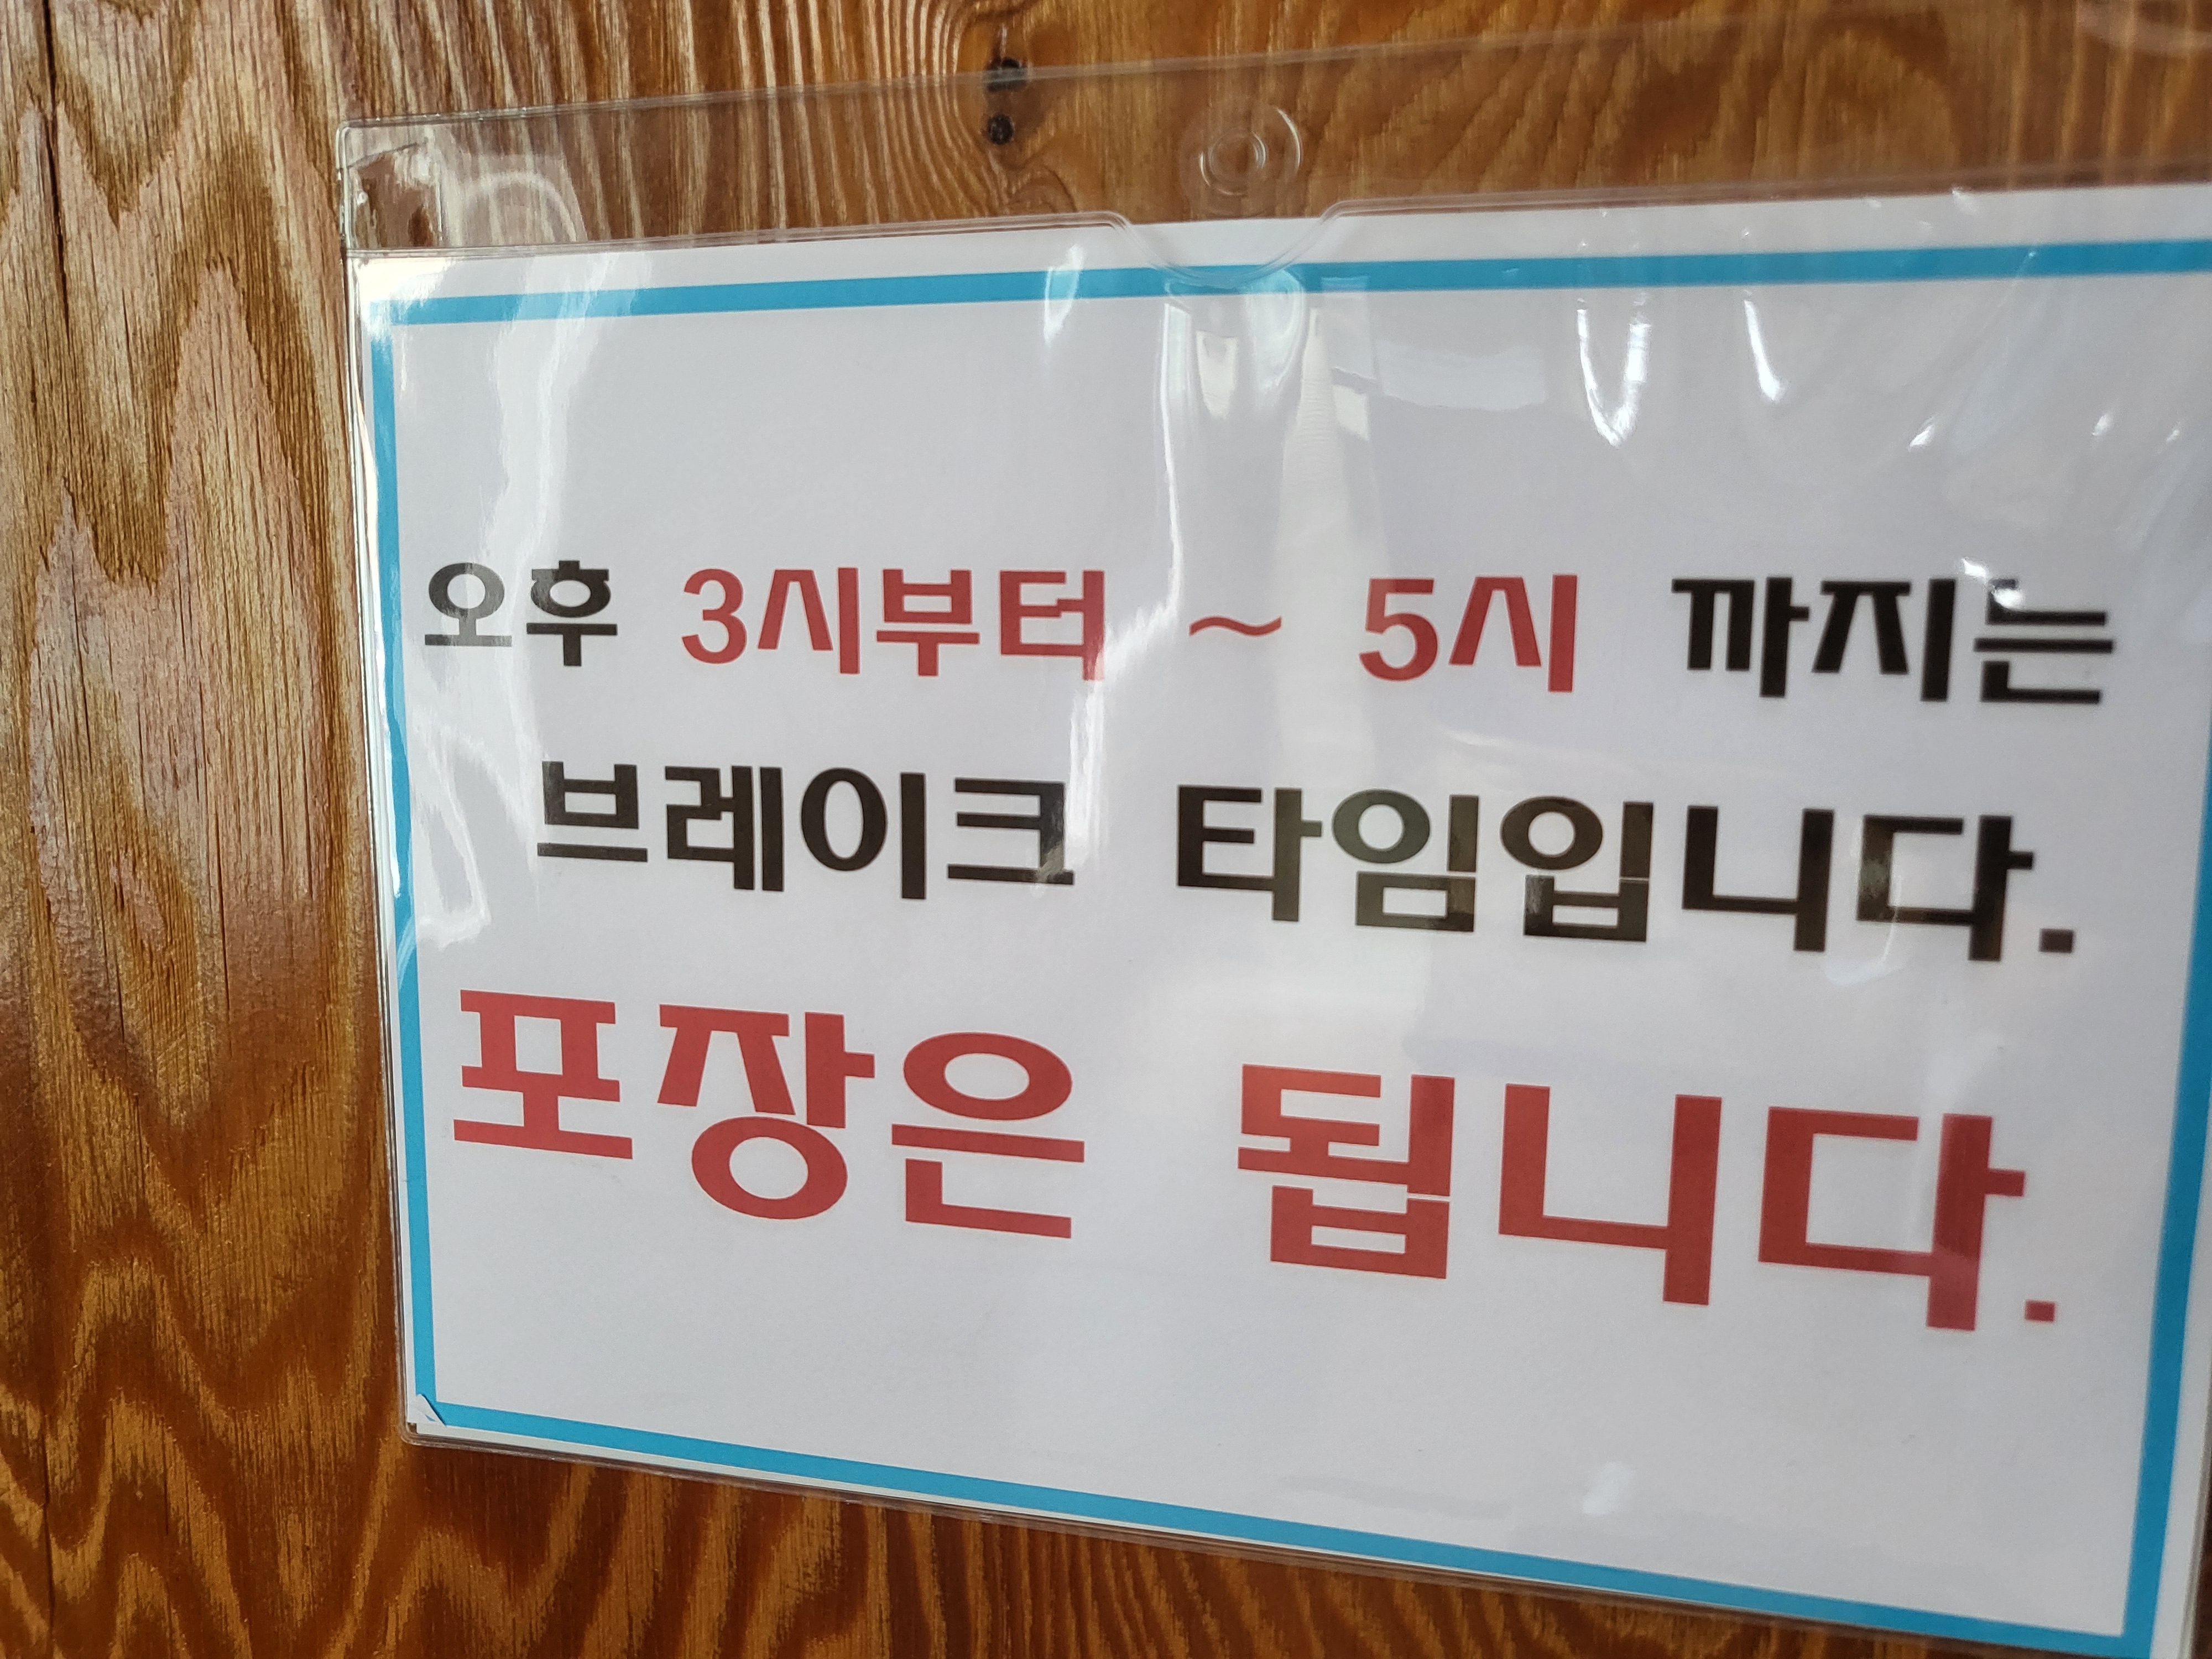 오후 3시부터 ~ 5시 까지는
브레이크 타임입니다.
포장은 됩니다.